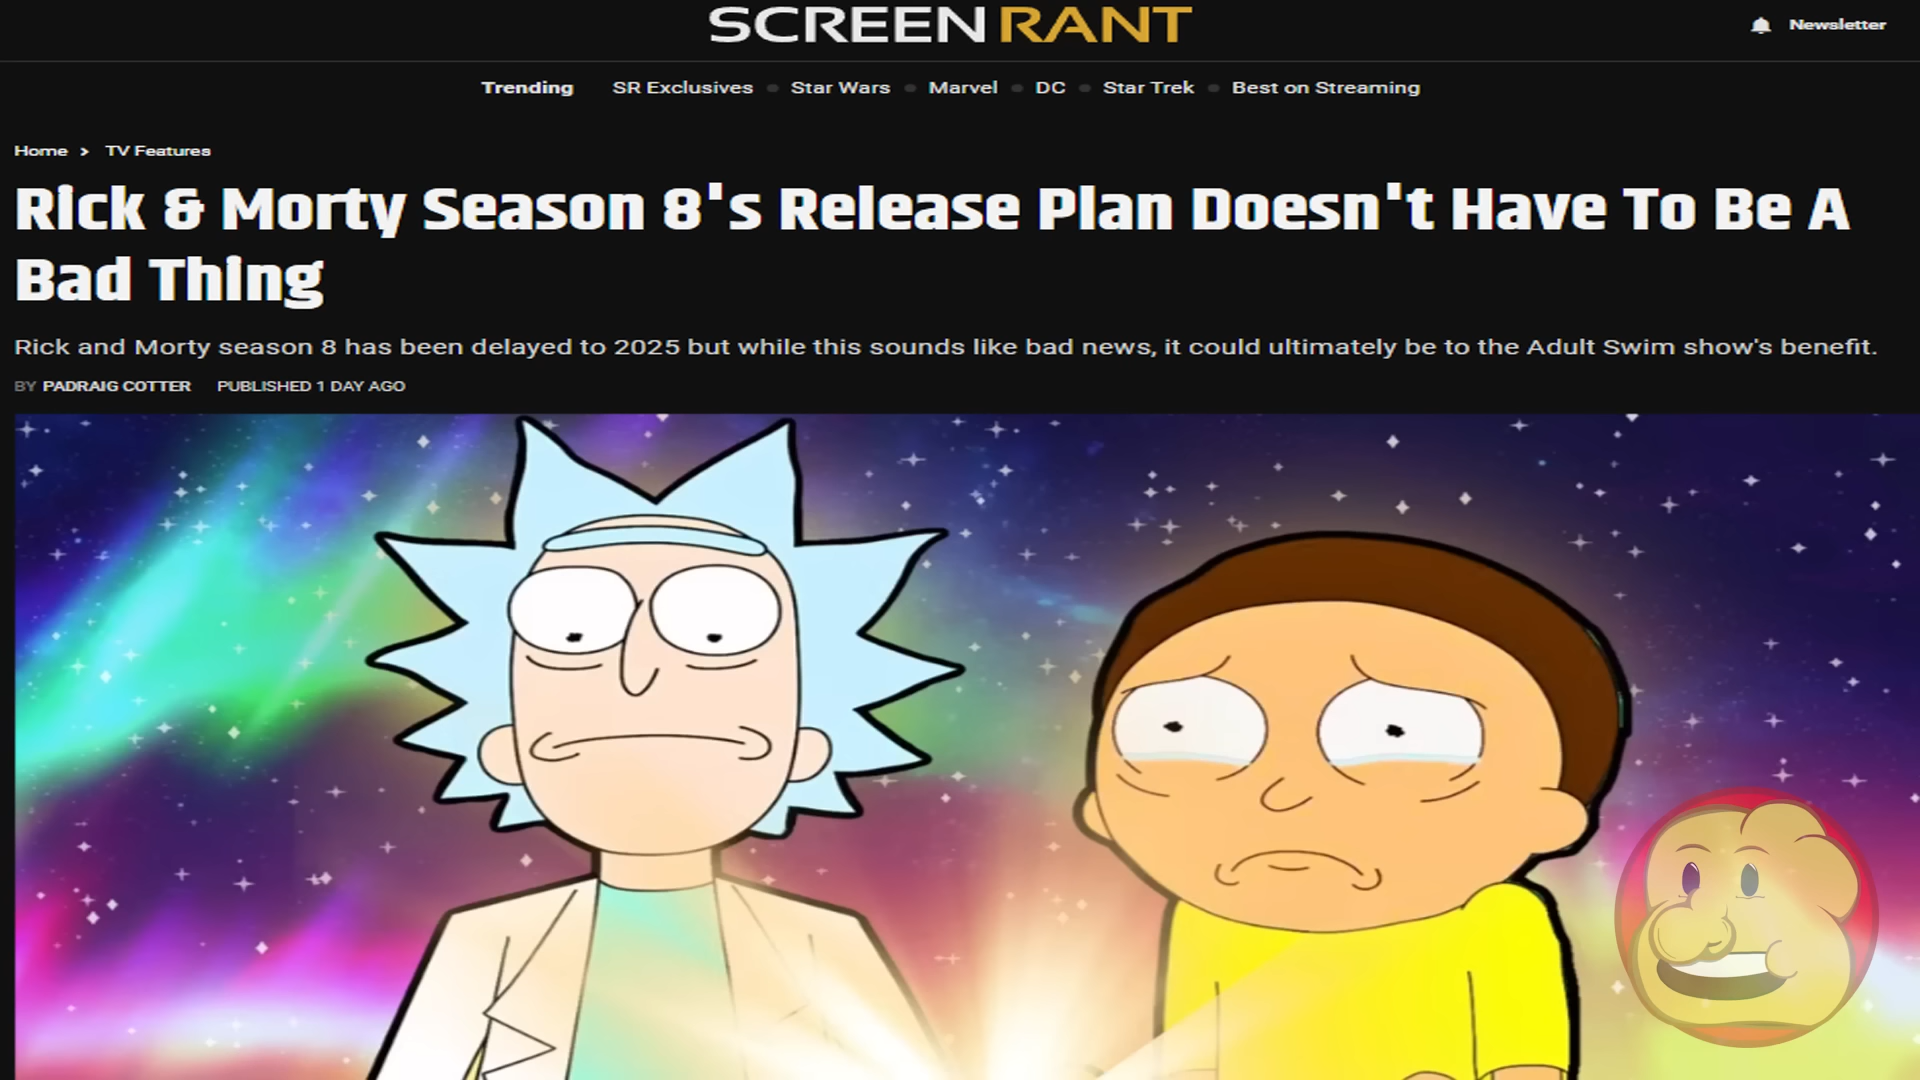 SCREEN RANT
Newsletter
Trending SR Exclusives Star Wars Marvel DC Star Trek Best on Streaming
Home > TV Features
Rick & Morty Season 8's Release Plan Doesn't Have To Be A
Bad Thing
Rick and Morty season 8 has been delayed to 2025 but while this sounds like bad news, it could ultimately be to the Adult Swim show's benefit.
BY PADRAIG COTTER PUBLISHED 1 DAY AGO